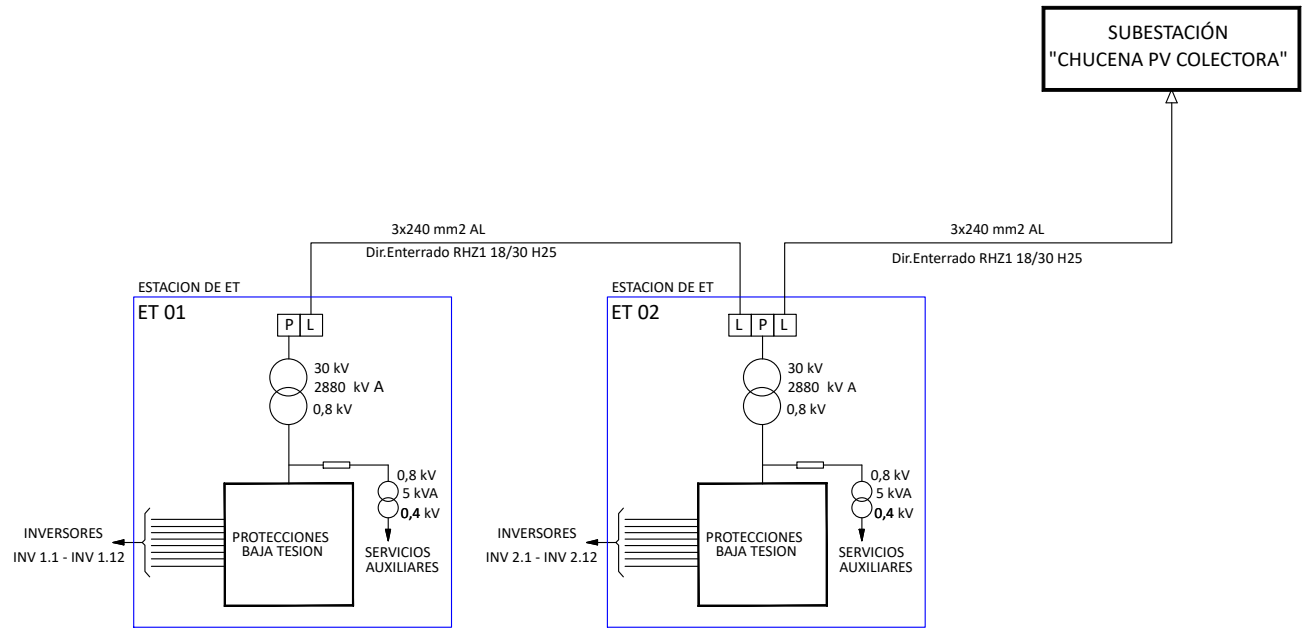 SUBESTACIÓN
"CHUCENA PV COLECTORA"
3x240 mm2 AL
Dir.Enterrado RHZ1 18/30 H25
3x240 mm2 AL
Dir.Enterrado RHZ1 18/30 H25
ESTACION DE ET
ET 01
P L
30 kV
2880 kV A
0,8 kV
0,8 kV
5 kVA
0,4 kV
PROTECCIONES
BAJA TESION
INVERSORES
INV 1.1 - INV 1.12
SERVICIOS
AUXILIARES
ESTACION DE ET
ET 02
L P L
30 kV
2880 kV A
0,8 kV
0,8 kV
5 kVA
0,4 kV
PROTECCIONES
BAJA TESION
INVERSORES
INV 2.1 - INV 2.12
SERVICIOS
AUXILIARES